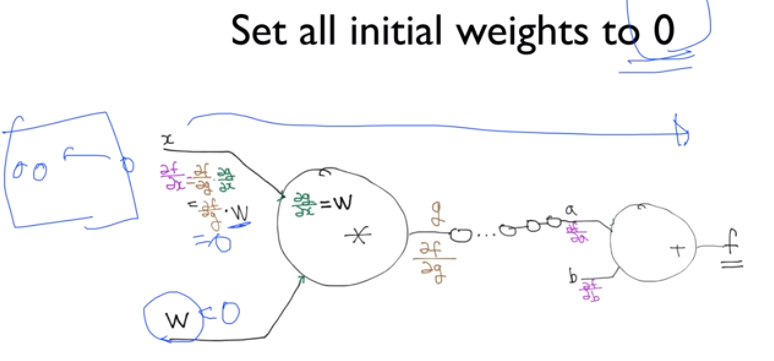 Set all initial weights to 0
x
∂f/∂x = ∂f/∂g · ∂g/∂x
= ∂f/∂g · W
= 0
∂g/∂x = W
*
g
∂f/∂g
...
a
∂f/∂a
b
∂f/∂b
+
f
W = 0